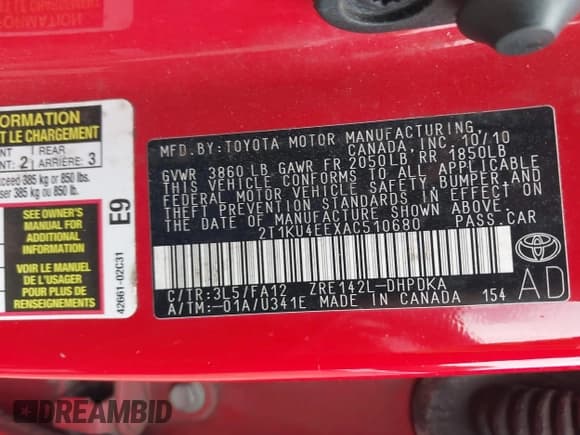 ORMATION
T LE CHARGEMENT
NT
NT 2
REAR
ARRIÈRE: 3
ceed 385 kg or 850 lbs.
ser 385 kg ou 850 lb.
SEE OWNER'S
MANUAL FOR
ADDITIONAL
INFORMATION
VOIR LE MANUEL
DE L'USAGER
POUR PLUS DE
RENSEIGNEMENTS
E9
42661-02C31
MFD.BY:TOYOTA MOTOR MANUFACTURING,
CANADA, INC. 10/10
GVWR 3860 LB GAWR FR 2050LB, RR 1850LB
THIS VEHICLE CONFORMS TO ALL APPLICABLE
FEDERAL MOTOR VEHICLE SAFETY, BUMPER, AND
THEFT PREVENTION STANDARDS IN EFFECT ON
THE DATE OF MANUFACTURE SHOWN ABOVE.
2T1KU4EEXAC510680 PASS.CAR
C/TR:3L5/FA12 ZRE142L-DHPDKA
A/TM:-01A/U341E MADE IN CANADA 154
TOYOTA
AD
DREAMBID